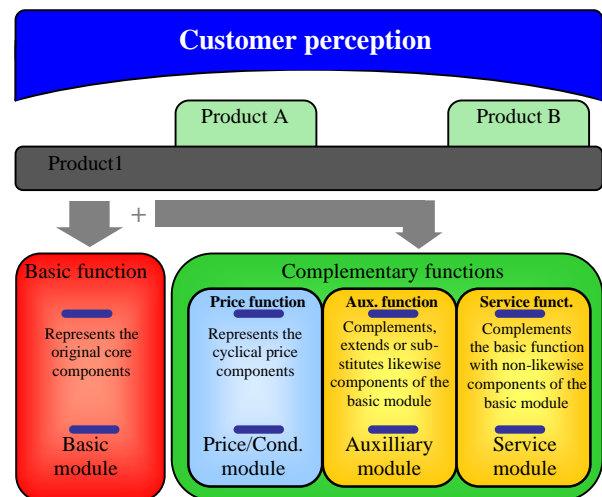 Customer perception
Product A
Product B
Product1
+
Basic function
Represents the
original core
components
Basic
module
Complementary functions
Price function
Represents the
cyclical price
components
Price/Cond.
module
Aux. function
Complements,
extends or sub-
stitutes likewise
components of the
basic module
Auxilliary
module
Service funct.
Complements
the basic function
with non-likewise
components of the
basic module
Service
module